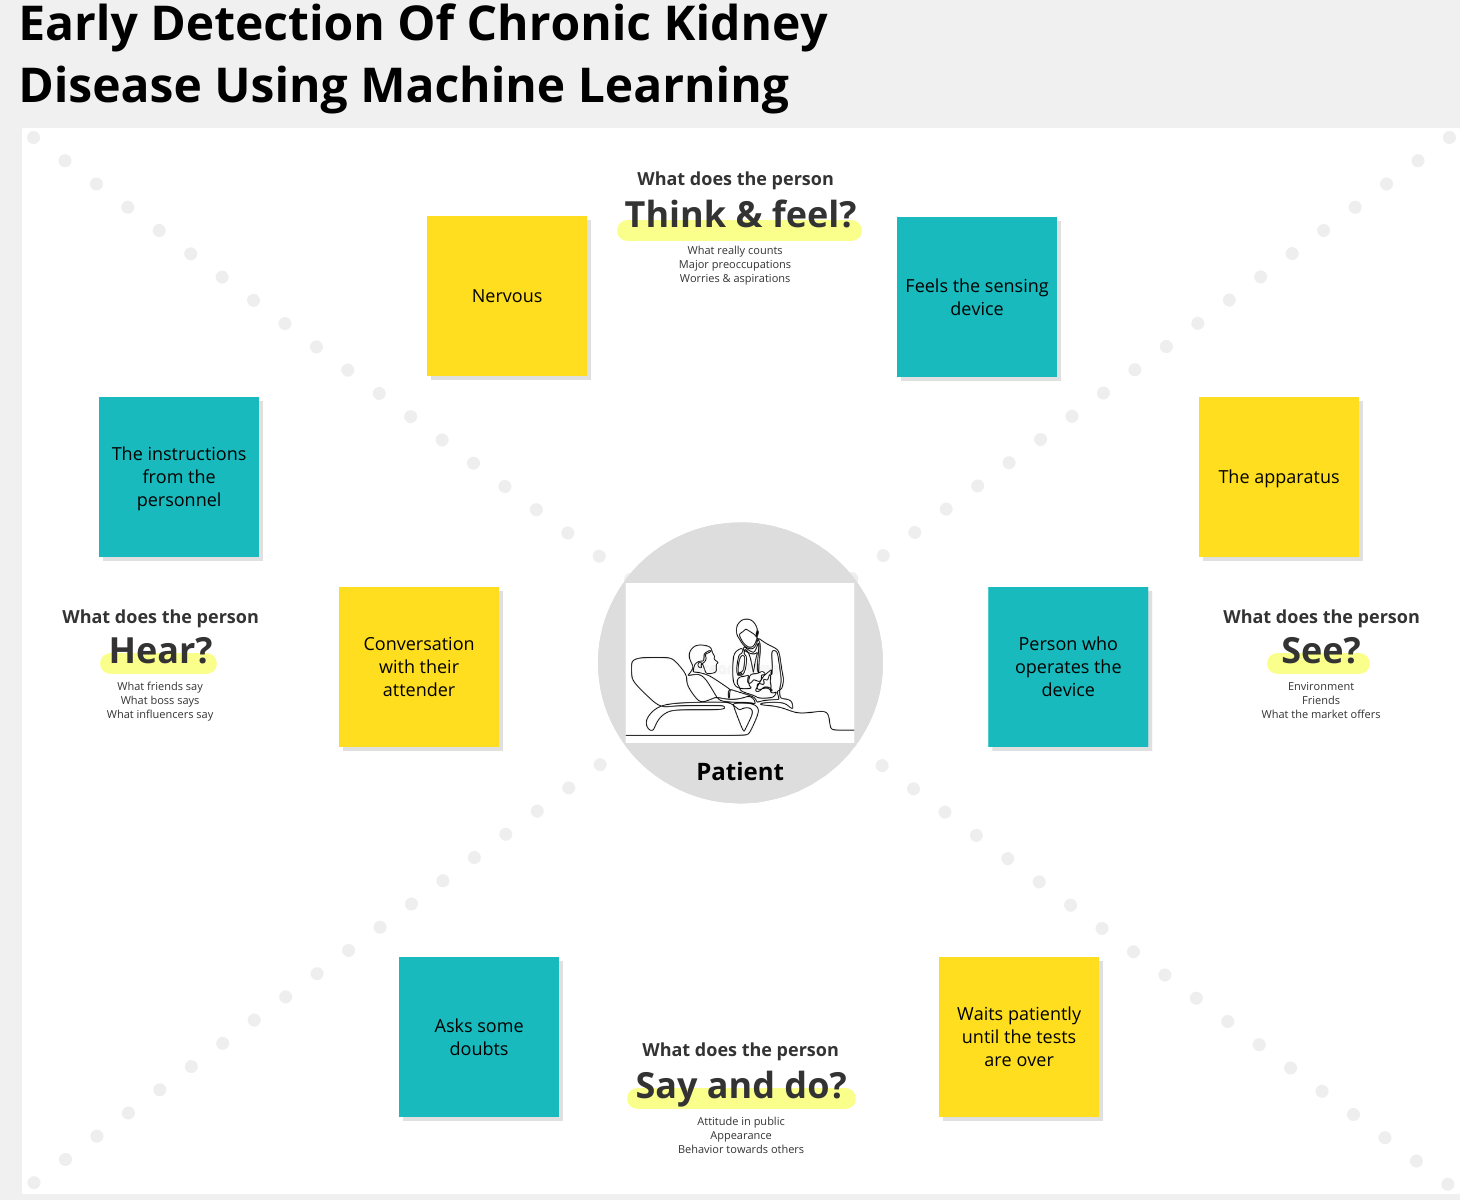 Early Detection Of Chronic Kidney
Disease Using Machine Learning
What does the person
Think & feel?
What really counts
Major preoccupations
Worries & aspirations
Nervous
Feels the sensing
device
The instructions
from the
personnel
The apparatus
What does the person
Hear?
What friends say
What boss says
What influencers say
Conversation
with their
attender
Patient
Person who
operates the
device
What does the person
See?
Environment
Friends
What the market offers
Asks some
doubts
What does the person
Say and do?
Attitude in public
Appearance
Behavior towards others
Waits patiently
until the tests
are over